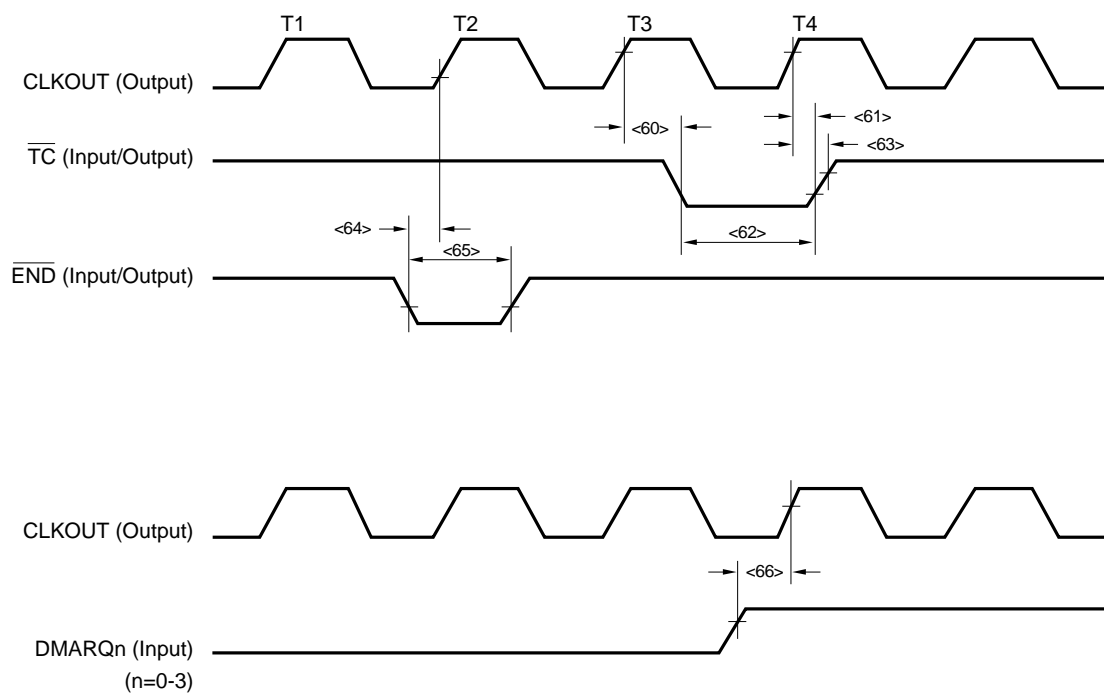 T1 T2 T3 T4
CLKOUT (Output)
<60> <61>
TC (Input/Output)
<63>
<64> <65> <62>
END (Input/Output)
CLKOUT (Output)
<66>
DMARQn (Input)
(n=0-3)